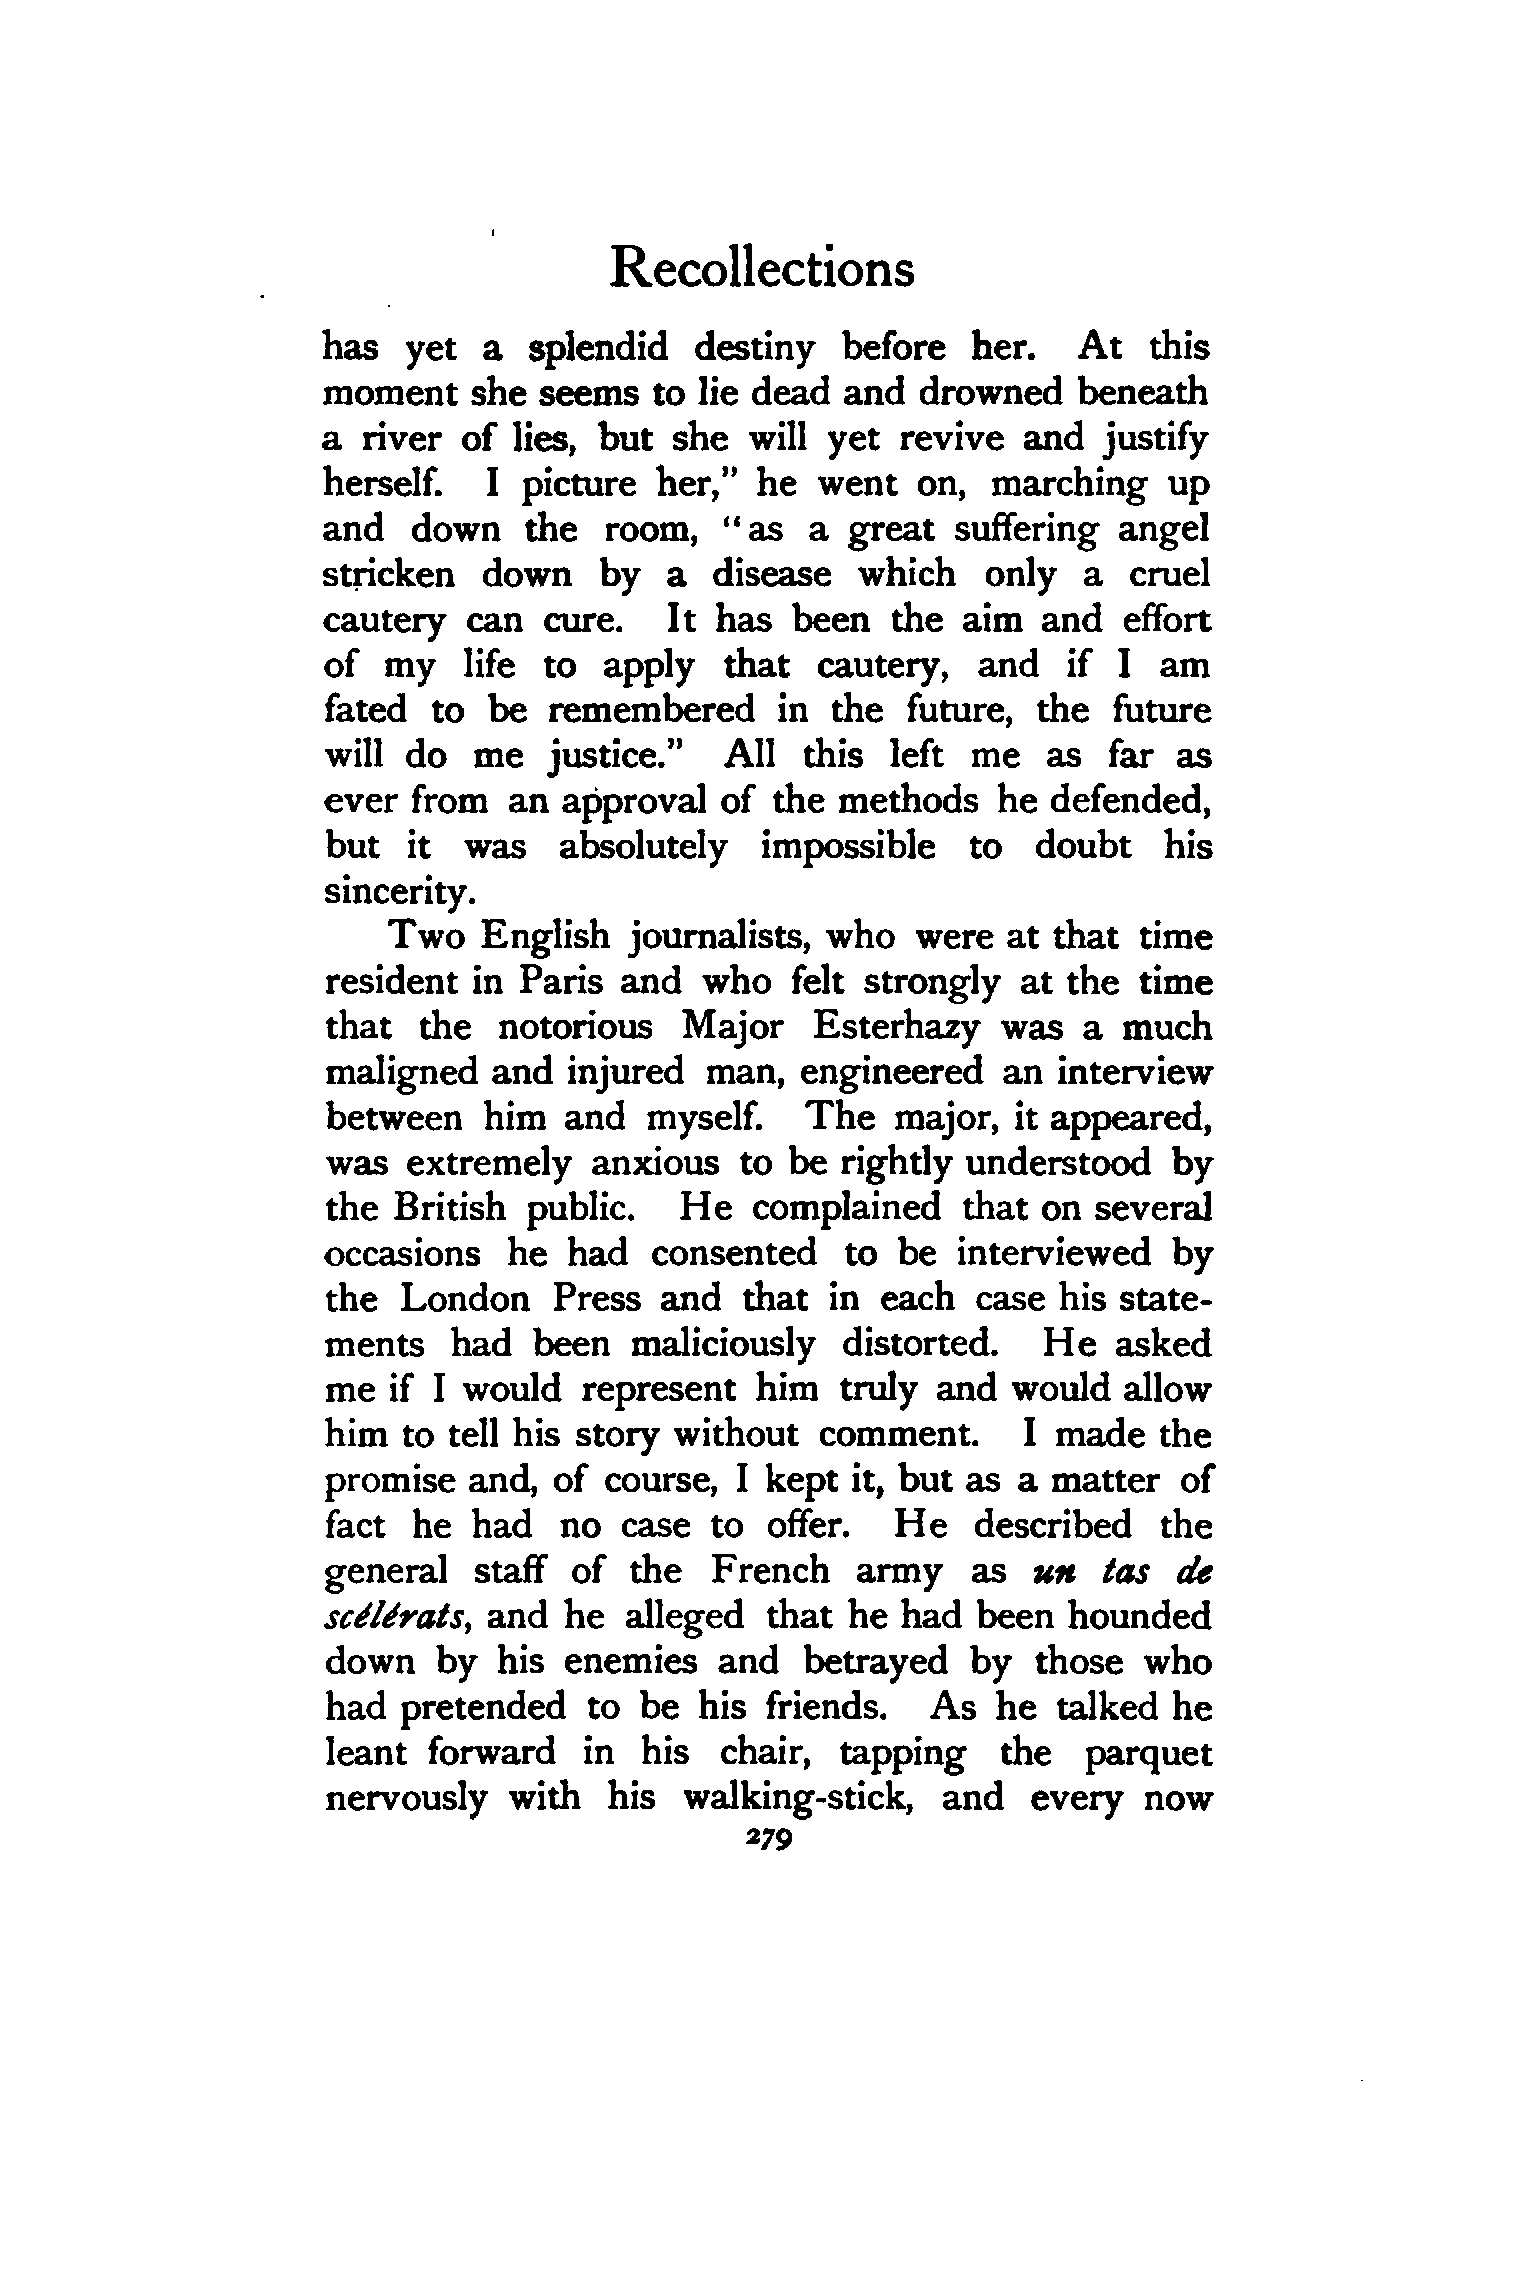 Recollections
has yet a splendid destiny before her. At this
moment she seems to lie dead and drowned beneath
a river of lies, but she will yet revive and justify
herself. I picture her,” he went on, marching up
and down the room, “as a great suffering angel
stricken down by a disease which only a cruel
cautery can cure. It has been the aim and effort
of my life to apply that cautery, and if I am
fated to be remembered in the future, the future
will do me justice.” All this left me as far as
ever from an approval of the methods he defended,
but it was absolutely impossible to doubt his
sincerity.
Two English journalists, who were at that time
resident in Paris and who felt strongly at the time
that the notorious Major Esterhazy was a much
maligned and injured man, engineered an interview
between him and myself. The major, it appeared,
was extremely anxious to be rightly understood by
the British public. He complained that on several
occasions he had consented to be interviewed by
the London Press and that in each case his state-
ments had been maliciously distorted. He asked
me if I would represent him truly and would allow
him to tell his story without comment. I made the
promise and, of course, I kept it, but as a matter of
fact he had no case to offer. He described the
general staff of the French army as un tas de
scélérats, and he alleged that he had been hounded
down by his enemies and betrayed by those who
had pretended to be his friends. As he talked he
leant forward in his chair, tapping the parquet
nervously with his walking-stick, and every now
279